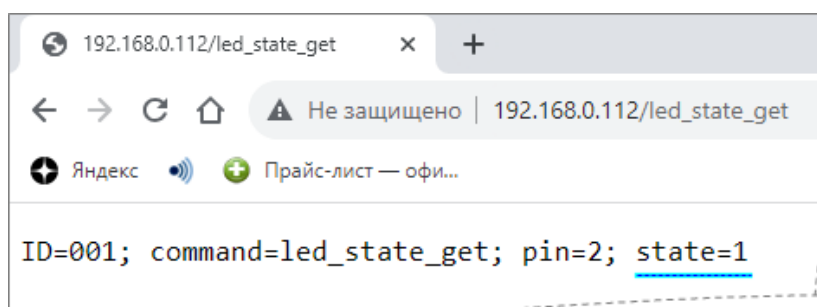 192.168.0.112/led_state_get
Не защищено 192.168.0.112/led_state_get
Яндекс Прайс-лист — офи...
ID=001; command=led_state_get; pin=2; state=1